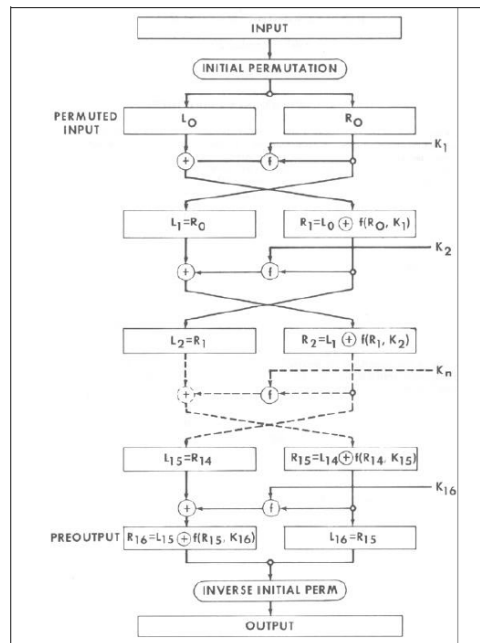 INPUT
INITIAL PERMUTATION
PERMUTED INPUT
L0
R0
K1
+
f
L1=R0
R1=L0 ⊕ f(R0, K1)
K2
+
f
L2=R1
R2=L1 ⊕ f(R1, K2)
Kn
+
f
L15=R14
R15=L14 ⊕ f(R14, K15)
K16
+
f
PREOUTPUT
R16=L15 ⊕ f(R15, K16)
L16=R15
INVERSE INITIAL PERM
OUTPUT